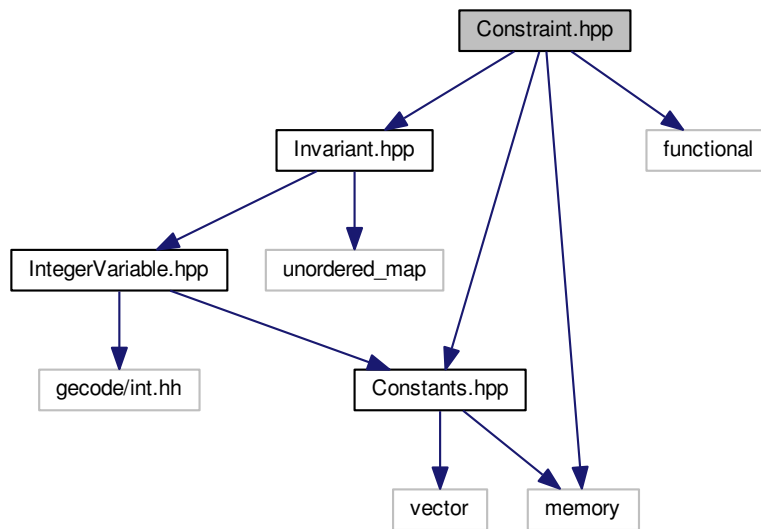 Constraint.hpp
Invariant.hpp
functional
IntegerVariable.hpp
unordered_map
gecode/int.hh
Constants.hpp
vector
memory